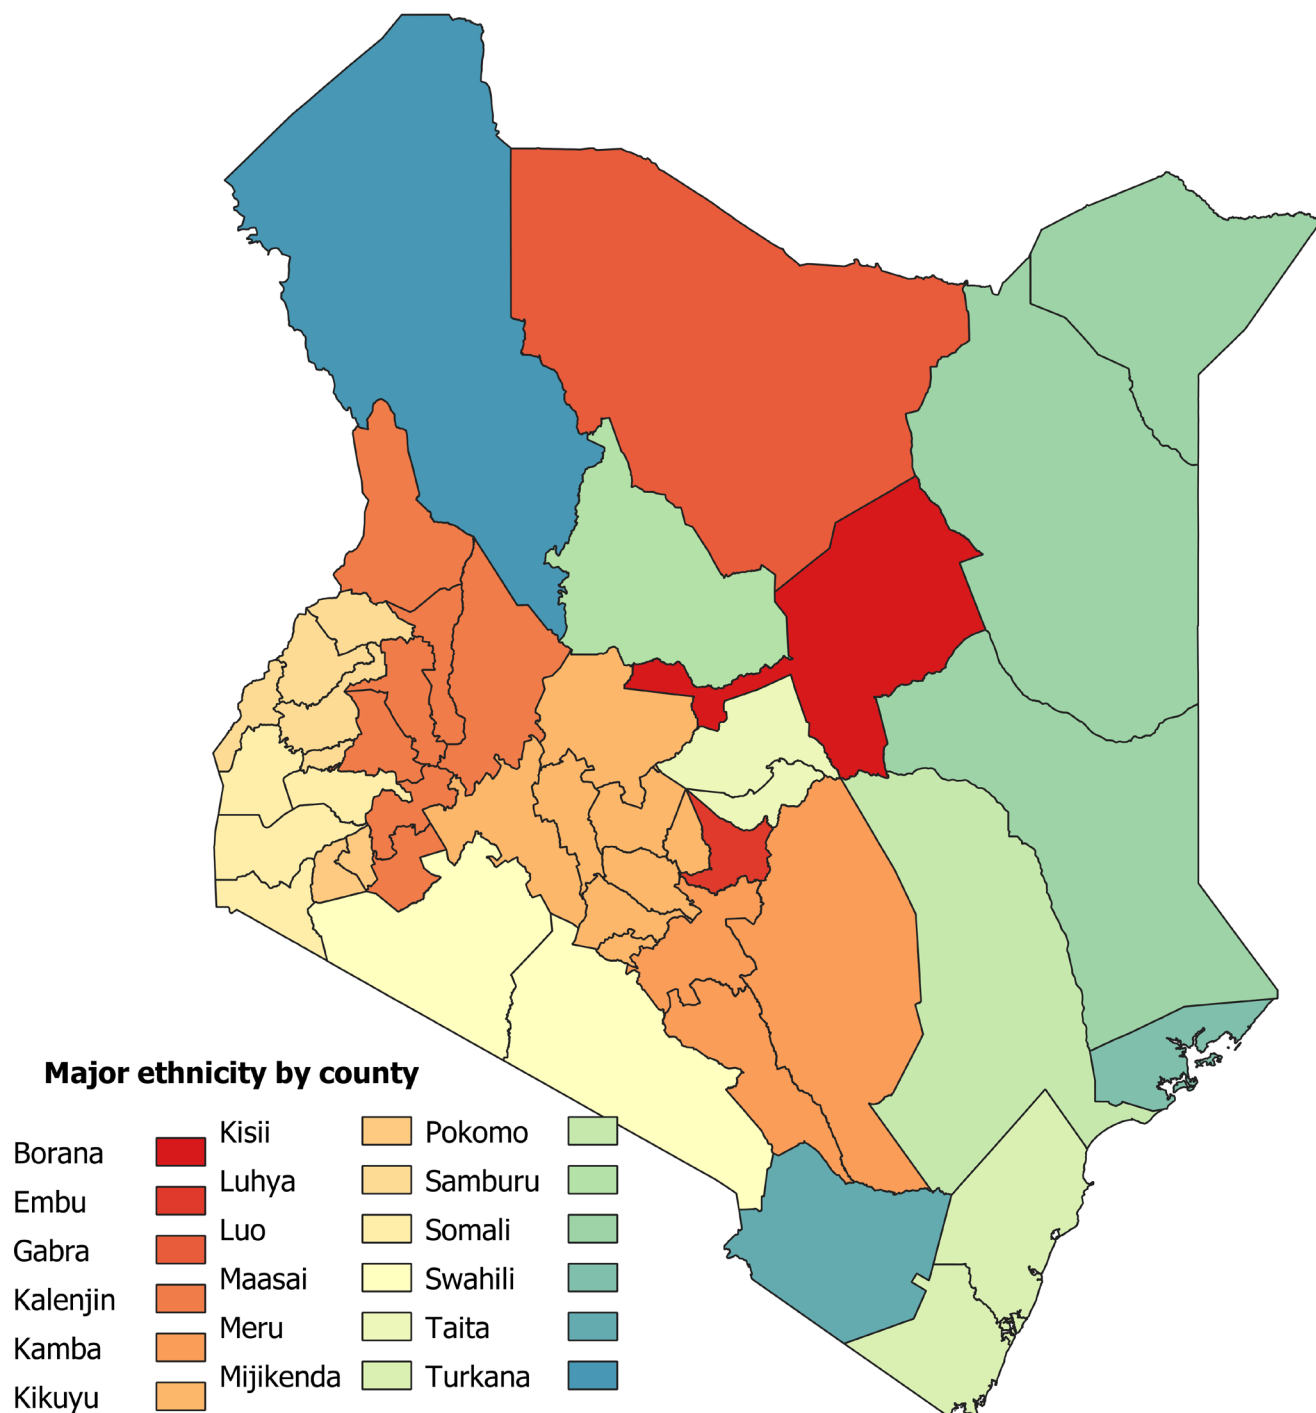 Major ethnicity by county
Borana
Embu
Gabra
Kalenjin
Kamba
Kikuyu
Kisii
Luhya
Luo
Maasai
Meru
Mijikenda
Pokomo
Samburu
Somali
Swahili
Taita
Turkana